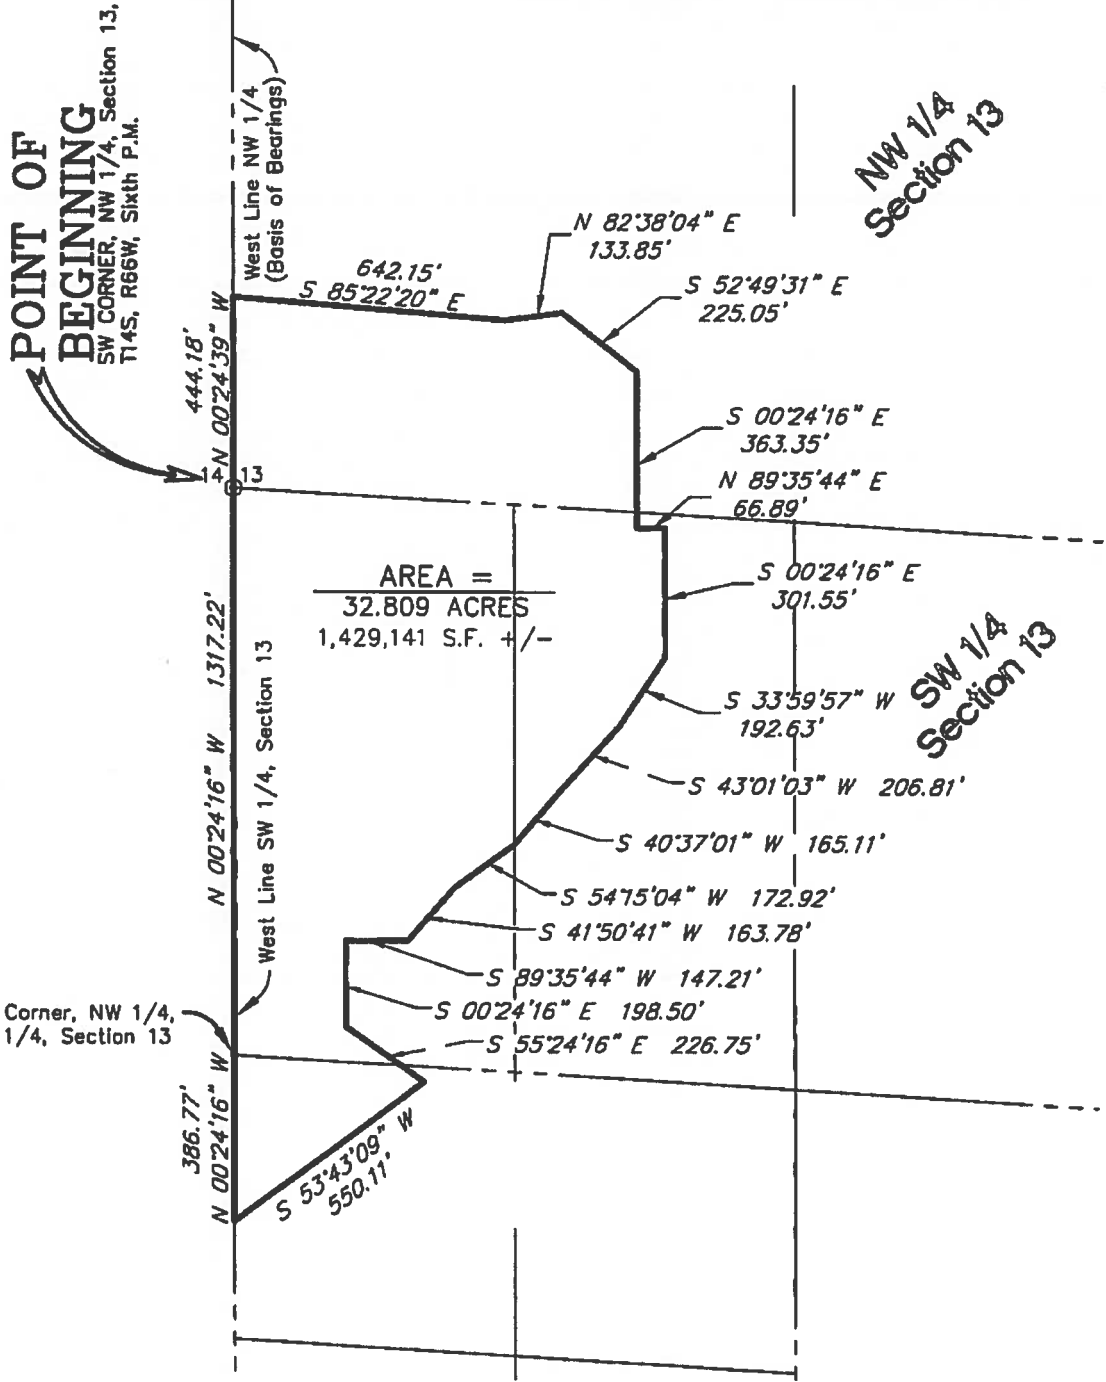 POINT OF
BEGINNING
SW CORNER, NW 1/4, Section 13,
T14S, R66W, Sixth P.M.
West Line NW 1/4
(Basis of Bearings)
NW 1/4
Section 13
N 82°38'04" E
133.85'
642.15'
S 85°22'20" E
S 52°49'31" E
225.05'
444.18'
N 00°24'39" W
S 00°24'16" E
363.35'
14
13
N 89°35'44" E
66.89'
AREA =
32.809 ACRES
1,429,141 S.F. +/-
S 00°24'16" E
301.55'
1317.22'
N 00°24'16" W
West Line SW 1/4, Section 13
SW 1/4
Section 13
S 33°59'57" W
192.63'
S 43°01'03" W 206.81'
S 40°37'01" W 165.11'
S 54°15'04" W 172.92'
S 41°50'41" W 163.78'
S 89°35'44" W 147.21'
S 00°24'16" E 198.50'
S 55°24'16" E 226.75'
Corner, NW 1/4,
1/4, Section 13
386.77'
N 00°24'16" W
S 53°43'09" W
550.11'